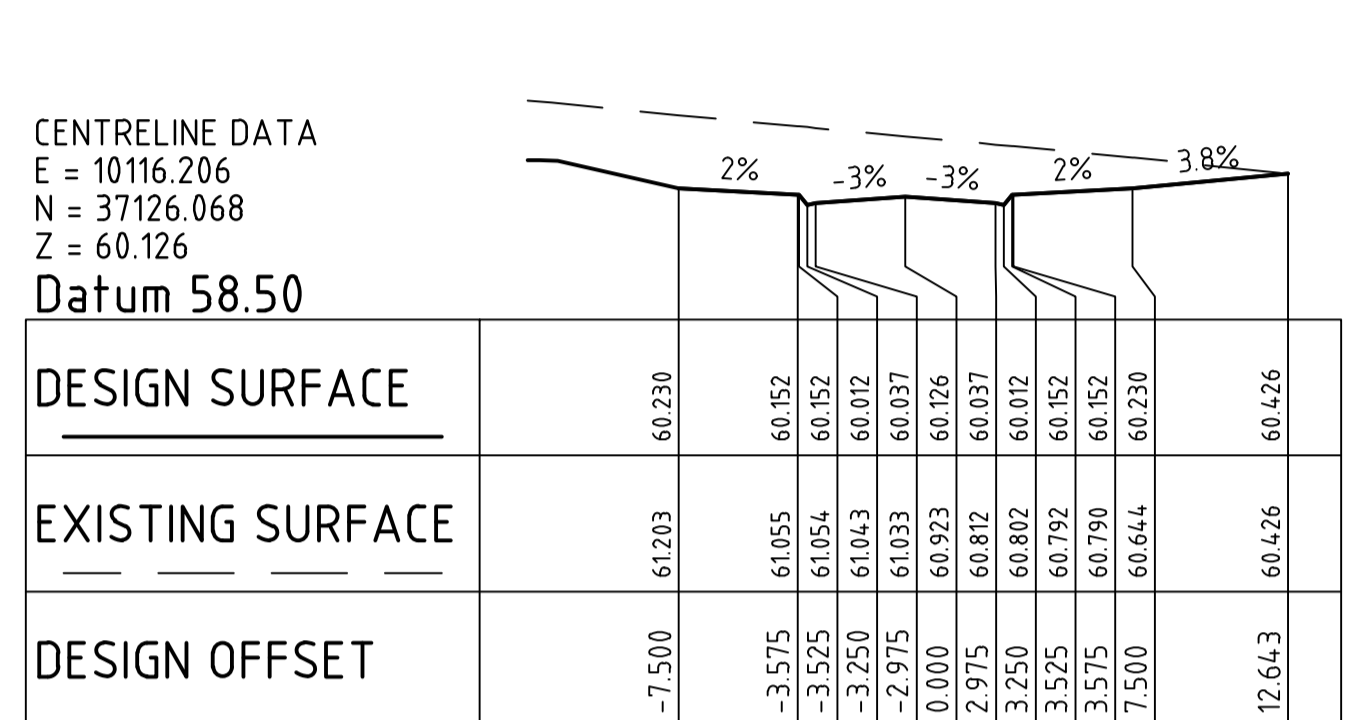 2% -3% -3% 2% 3.8%
CENTRELINE DATA
E = 10116.206
N = 37126.068
Z = 60.126
Datum 58.50
DESIGN SURFACE 60.230 60.152 60.152 60.012 60.037 60.126 60.037 60.012 60.152 60.152 60.230 60.426
EXISTING SURFACE 61.203 61.055 61.054 61.043 61.033 60.923 60.812 60.802 60.792 60.790 60.644 60.426
DESIGN OFFSET -7.500 -3.575 -3.525 -3.250 -2.975 0.000 2.975 3.250 3.525 3.575 7.500 12.643